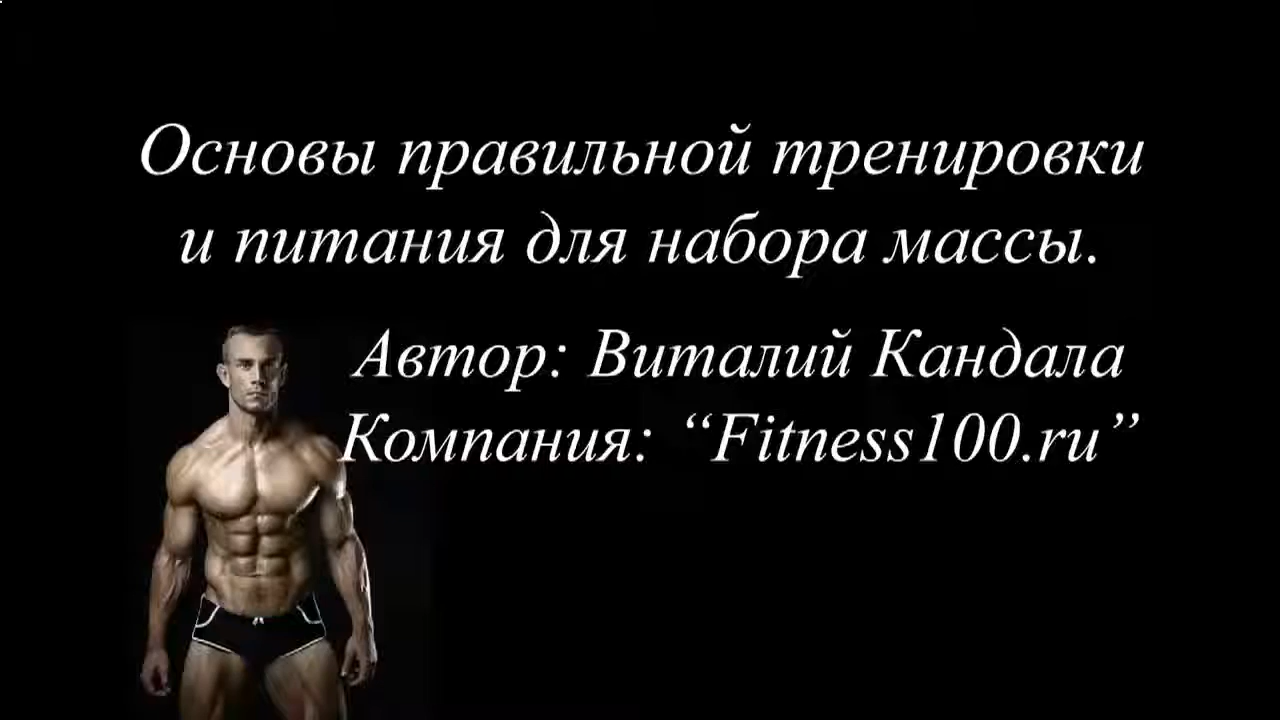 Основы правильной тренировки
и питания для набора массы.
Автор: Виталий Кандала
Компания: “Fitness100.ru”